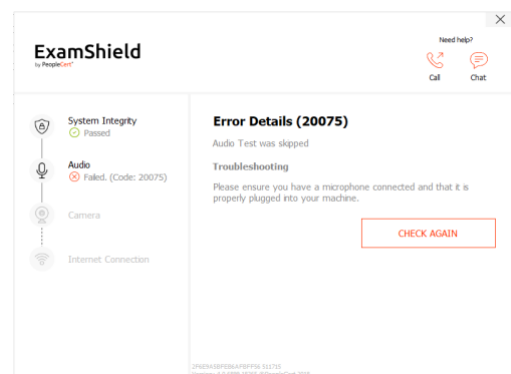 Need help?
ExamShield
by PeopleCert
Call
Chat
System Integrity
Passed
Audio
Failed. (Code: 20075)
Camera
Internet Connection
Error Details (20075)
Audio Test was skipped
Troubleshooting
Please ensure you have a microphone connected and that it is
properly plugged into your machine.
CHECK AGAIN